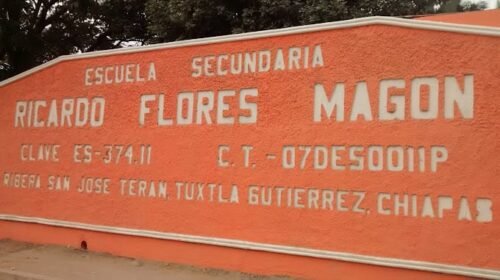 ESCUELA SECUNDARIA
RICARDO FLORES MAGON
CLAVE ES-374.11 C.T.-07DES0011P
RIBERA SAN JOSE TERAN, TUXTLA GUTIERREZ, CHIAPAS